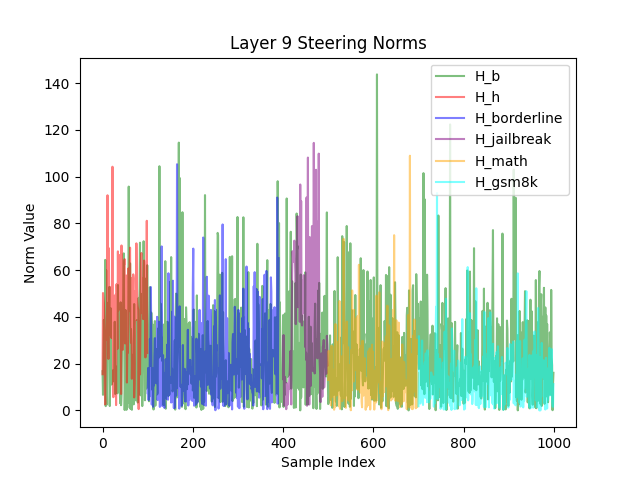 Layer 9 Steering Norms
Norm Value
140
120
100
80
60
40
20
0
H_b
H_h
H_borderline
H_jailbreak
H_math
H_gsm8k
0
200
400
600
800
1000
Sample Index